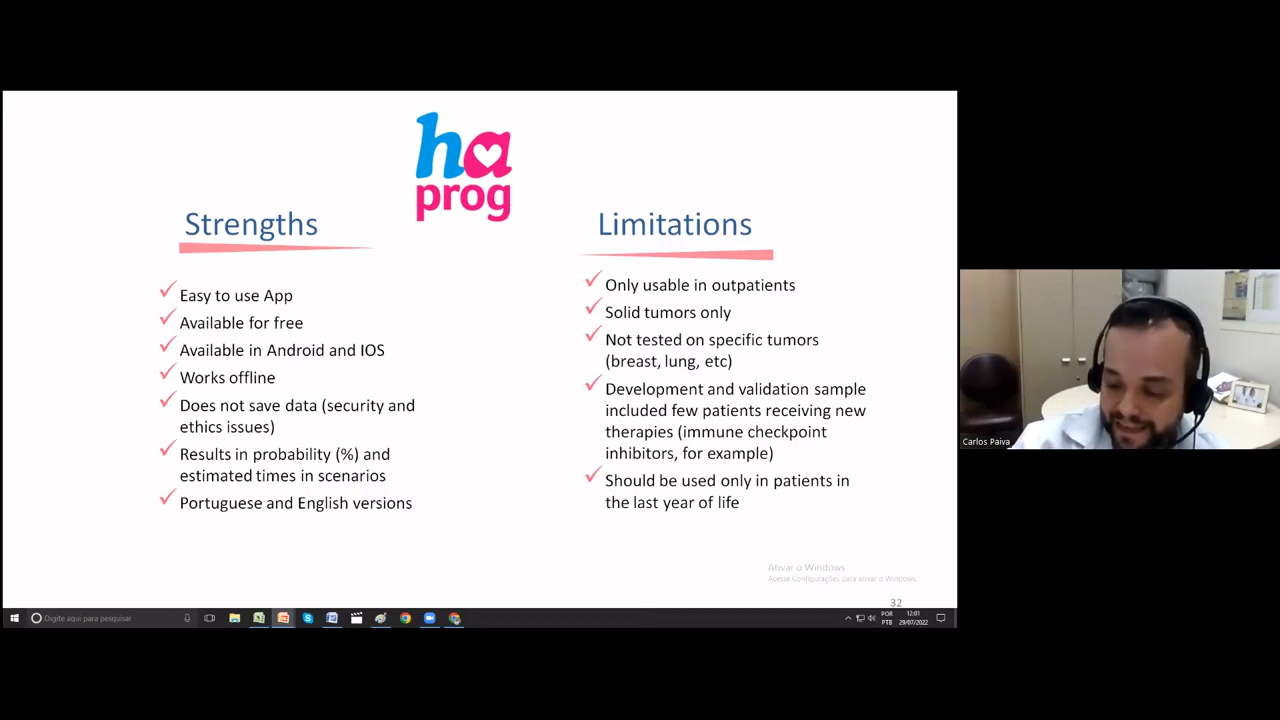 ha
prog
Strengths
Easy to use App
Available for free
Available in Android and IOS
Works offline
Does not save data (security and
ethics issues)
Results in probability (%) and
estimated times in scenarios
Portuguese and English versions
Limitations
Only usable in outpatients
Solid tumors only
Not tested on specific tumors
(breast, lung, etc)
Development and validation sample
included few patients receiving new
therapies (immune checkpoint
inhibitors, for example)
Should be used only in patients in
the last year of life
Ativar o Windows
Acesse Configurações para ativar o Windows.
32
Digite aqui para pesquisar
POR
PTB
12:01
29/07/2022
Carlos Paiva